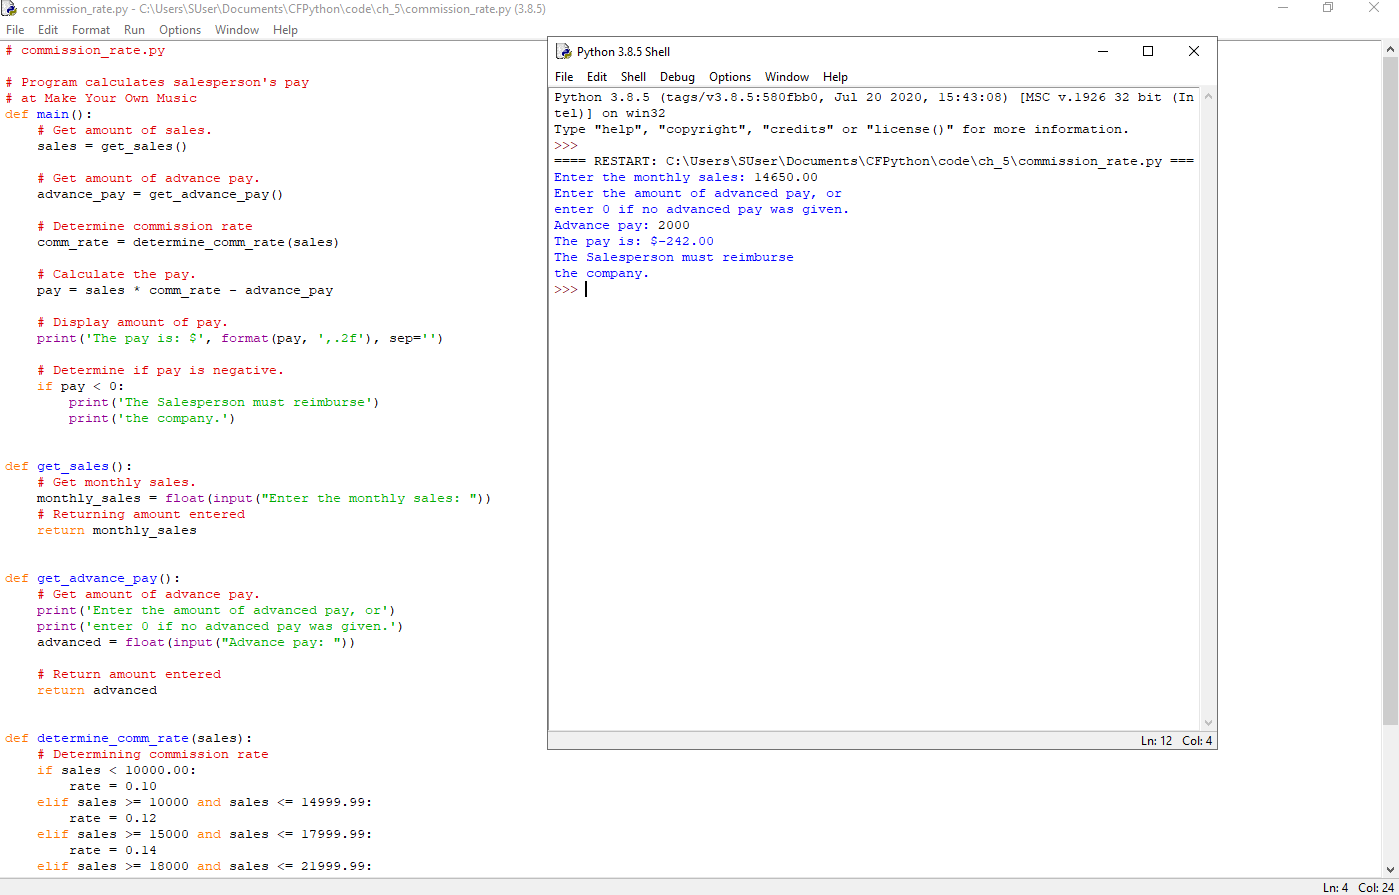 commission_rate.py - C:\Users\SUser\Documents\CFPython\code\ch_5\commission_rate.py (3.8.5)
File Edit Format Run Options Window Help
# commission_rate.py

# Program calculates salesperson's pay
# at Make Your Own Music
def main():
    # Get amount of sales.
    sales = get_sales()

    # Get amount of advance pay.
    advance_pay = get_advance_pay()

    # Determine commission rate
    comm_rate = determine_comm_rate(sales)

    # Calculate the pay.
    pay = sales * comm_rate - advance_pay

    # Display amount of pay.
    print('The pay is: $', format(pay, ',.2f'), sep='')

    # Determine if pay is negative.
    if pay < 0:
        print('The Salesperson must reimburse')
        print('the company.')


def get_sales():
    # Get monthly sales.
    monthly_sales = float(input("Enter the monthly sales: "))
    # Returning amount entered
    return monthly_sales


def get_advance_pay():
    # Get amount of advance pay.
    print('Enter the amount of advanced pay, or')
    print('enter 0 if no advanced pay was given.')
    advanced = float(input("Advance pay: "))

    # Return amount entered
    return advanced


def determine_comm_rate(sales):
    # Determining commission rate
    if sales < 10000.00:
        rate = 0.10
    elif sales >= 10000 and sales <= 14999.99:
        rate = 0.12
    elif sales >= 15000 and sales <= 17999.99:
        rate = 0.14
    elif sales >= 18000 and sales <= 21999.99:
Ln: 4 Col: 24
Python 3.8.5 Shell
File Edit Shell Debug Options Window Help
Python 3.8.5 (tags/v3.8.5:580fbb0, Jul 20 2020, 15:43:08) [MSC v.1926 32 bit (In
tel)] on win32
Type "help", "copyright", "credits" or "license()" for more information.
>>>
==== RESTART: C:\Users\SUser\Documents\CFPython\code\ch_5\commission_rate.py ===
Enter the monthly sales: 14650.00
Enter the amount of advanced pay, or
enter 0 if no advanced pay was given.
Advance pay: 2000
The pay is: $-242.00
The Salesperson must reimburse
the company.
>>>
Ln: 12 Col: 4